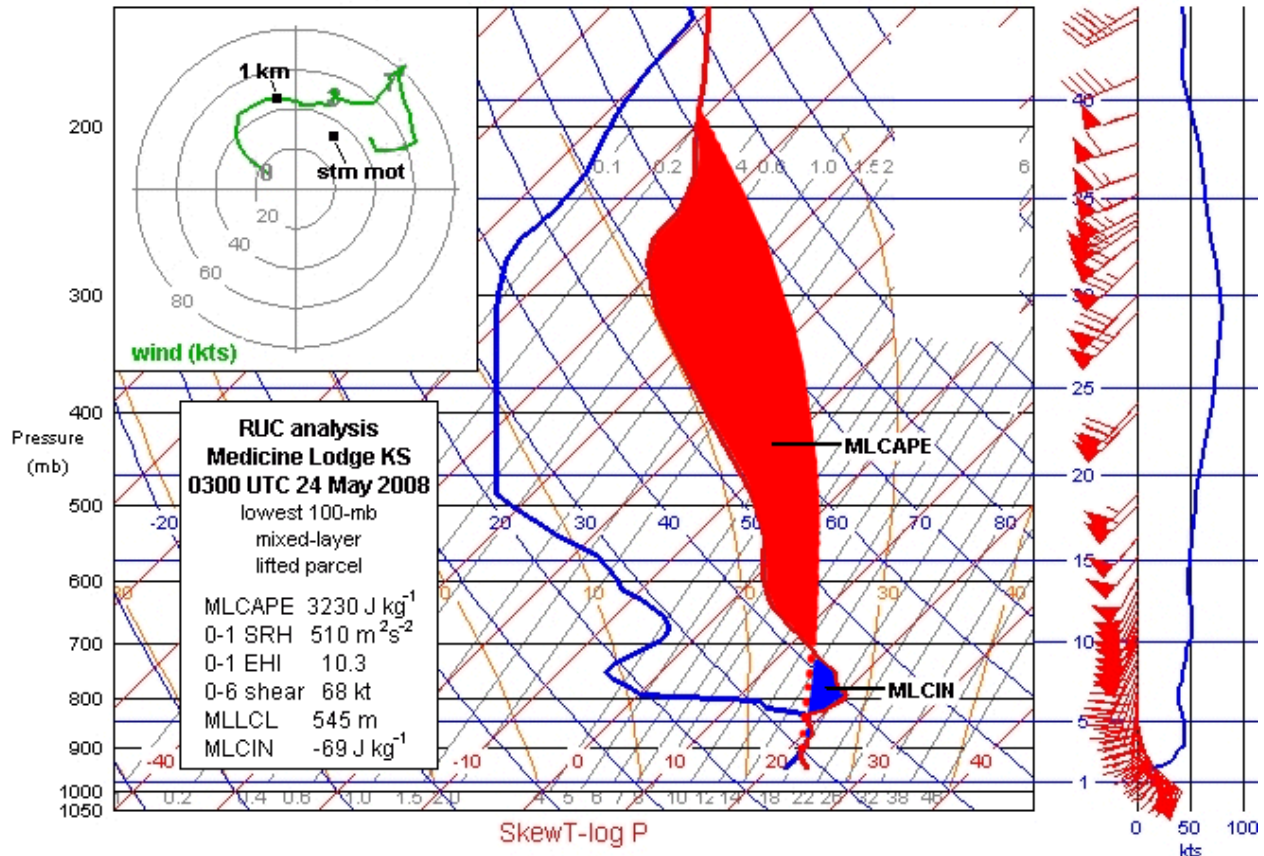 1 km
stm mot
0
20
40
60
80
wind (kts)
RUC analysis
Medicine Lodge KS
0300 UTC 24 May 2008
lowest 100-mb
mixed-layer
lifted parcel
MLCAPE 3230 J kg⁻¹
0-1 SRH 510 m²s⁻²
0-1 EHI 10.3
0-6 shear 68 kt
MLLCL 545 m
MLCIN -69 J kg⁻¹
Pressure
(mb)
200
300
400
500
600
700
800
900
1000
1050
0.1 0.2 4 0.6 1.0 1.5 2 6
MLCAPE
-20 20 30 40 50 60 70 80
10 20 30 40
MLCIN
-40 -10 0 10 20 30 40
0.2 0.4 0.6 1.0 1.5 2.0 4 5 6 7 8 10 12 14 18 22 26 32 38 46
SkewT-log P
40
25
20
15
10
5
1
0 50 100
kts